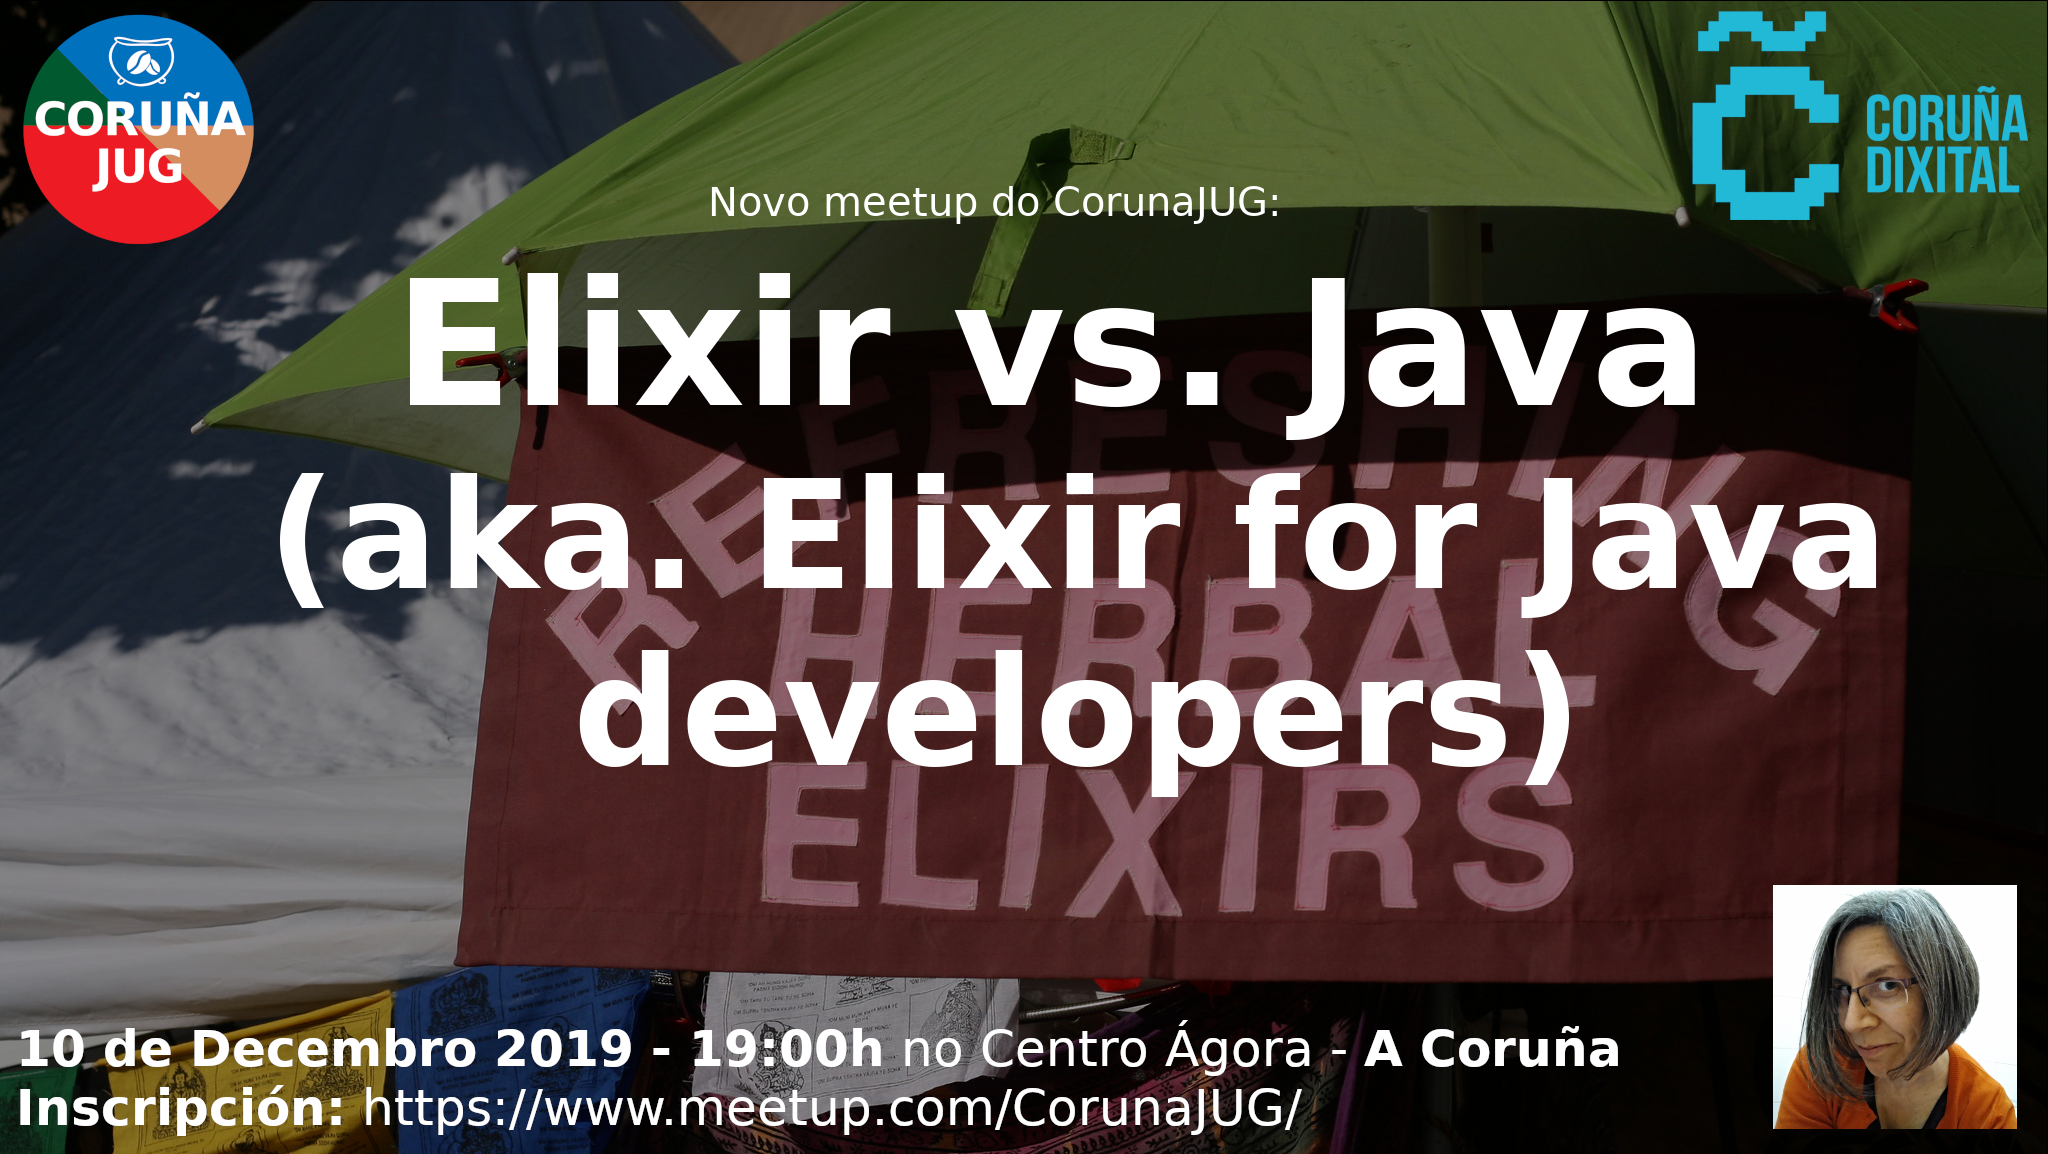 CORUÑA
JUG
CORUÑA
DIXITAL
Novo meetup do CorunaJUG:
Elixir vs. Java
(aka. Elixir for Java
developers)
REFRESHING
HERBAL
ELIXIRS
10 de Decembro 2019 - 19:00h no Centro Ágora - A Coruña
Inscripción: https://www.meetup.com/CorunaJUG/